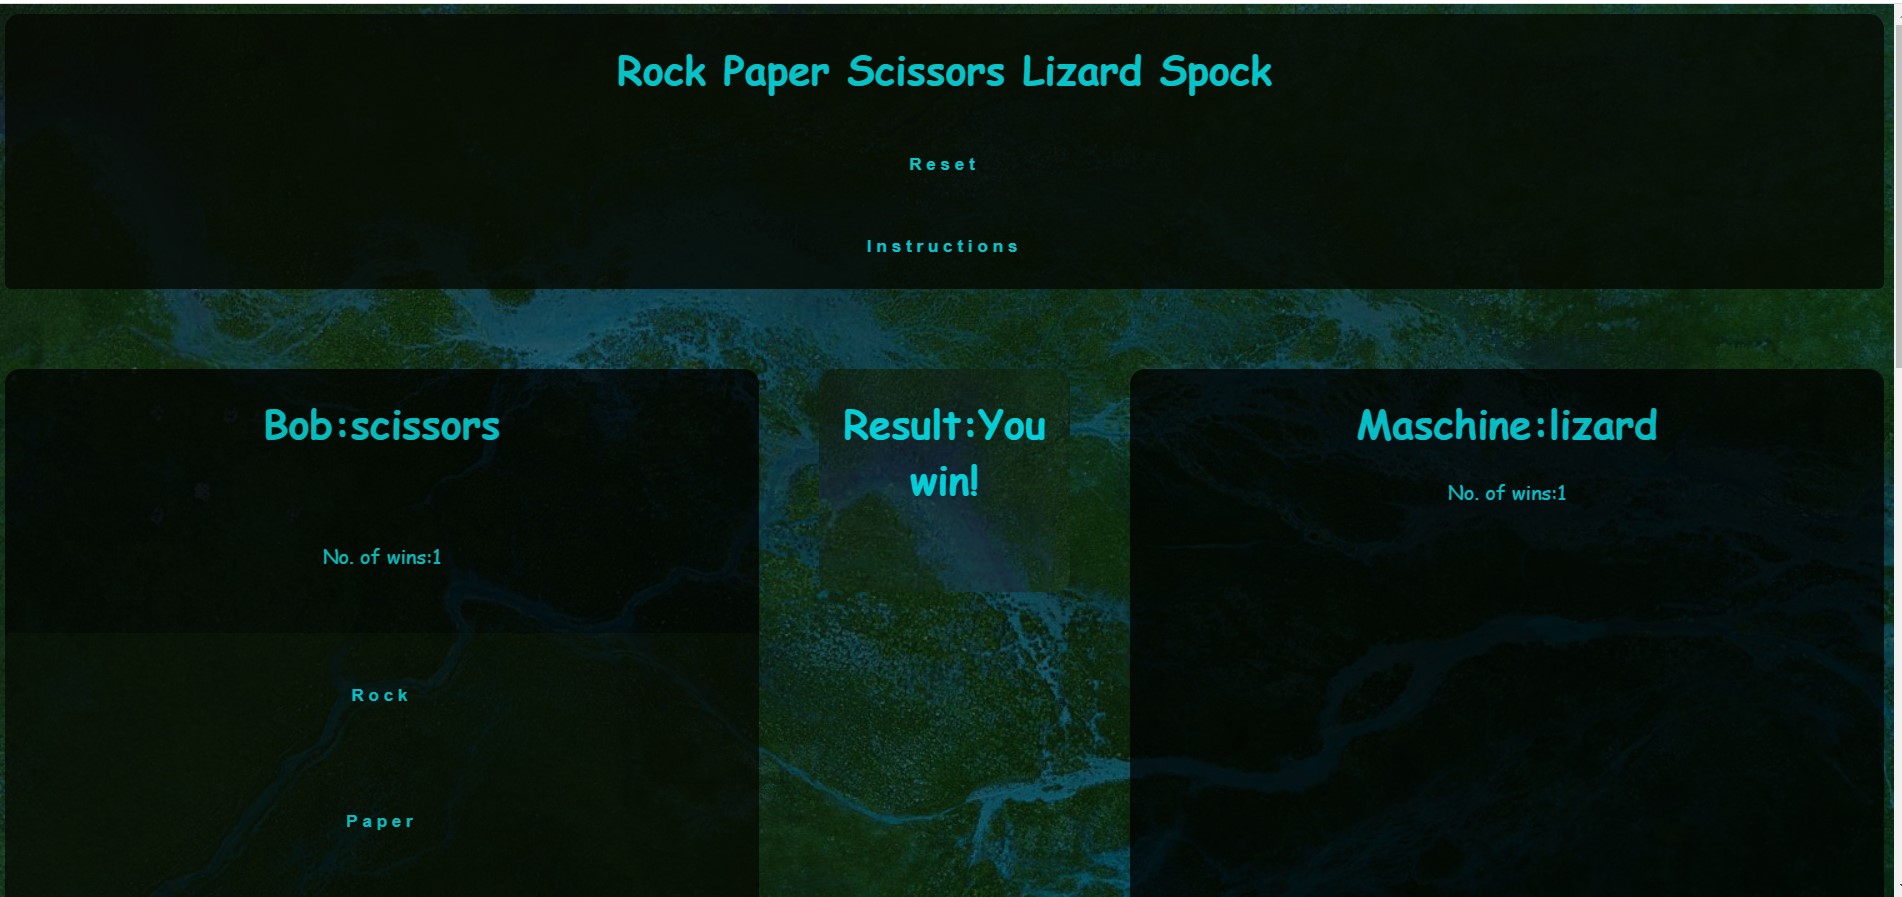 Rock Paper Scissors Lizard Spock
Reset
Instructions
Bob:scissors
No. of wins:1
Rock
Paper
Result:You
win!
Maschine:lizard
No. of wins:1